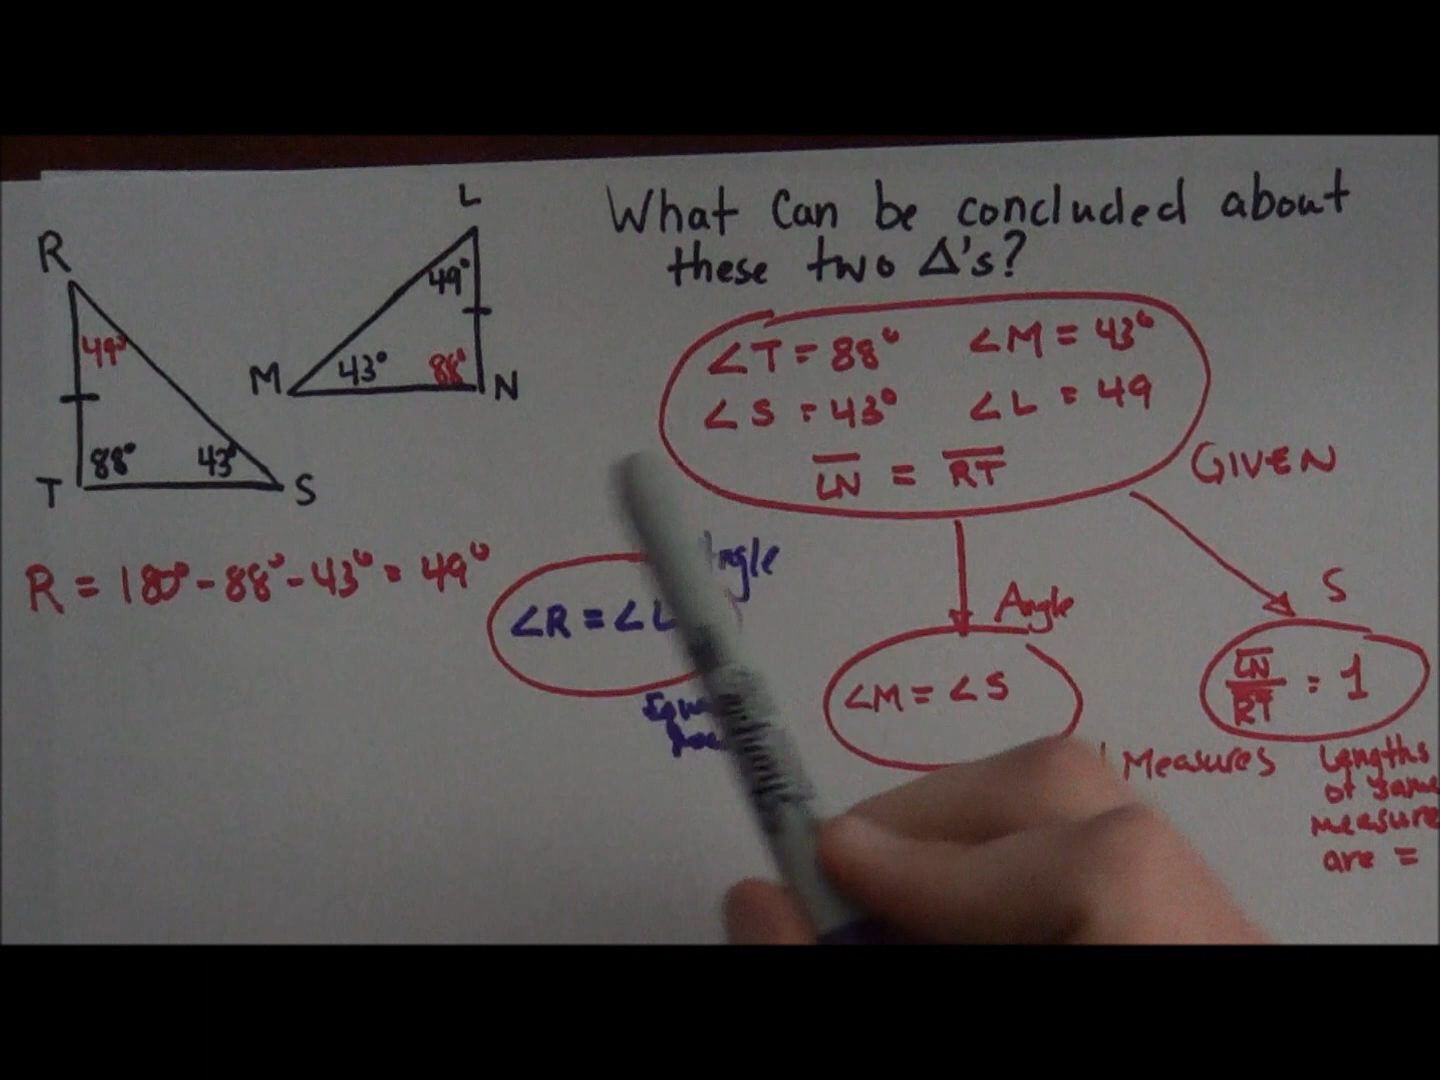 What Can be concluded about
these two Δ's?
R
49°
88°
43°
T
S
L
49°
M
43°
88°
N
∠T = 88° ∠M = 43°
∠S = 43° ∠L = 49
LN = RT
GIVEN
R = 180° - 88° - 43° = 49°
∠R = ∠L
Angle
∠M = ∠S
S
LN
RT
= 1
Measures
Lengths
of same
measure
are =